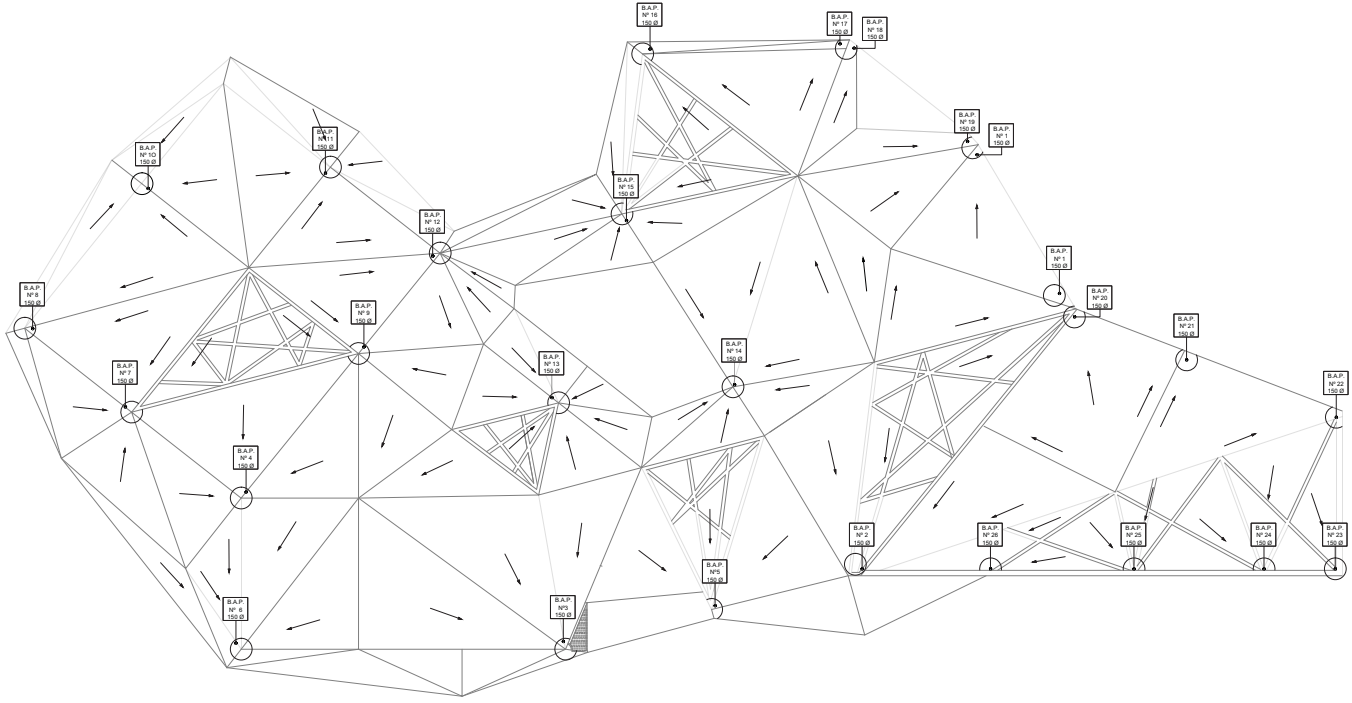 B.A.P.
Nº 16
150 Ø
B.A.P.
Nº 17
150 Ø
B.A.P.
Nº 18
150 Ø
B.A.P.
Nº 19
150 Ø
B.A.P.
Nº 1
150 Ø
B.A.P.
Nº 11
150 Ø
B.A.P.
Nº 1O
150 Ø
B.A.P.
Nº 15
150 Ø
B.A.P.
Nº 12
150 Ø
B.A.P.
Nº 1
150 Ø
B.A.P.
Nº 8
150 Ø
B.A.P.
Nº 20
150 Ø
B.A.P.
Nº 9
150 Ø
B.A.P.
Nº 21
150 Ø
B.A.P.
Nº 14
150 Ø
B.A.P.
Nº 13
150 Ø
B.A.P.
Nº 7
150 Ø
B.A.P.
Nº 22
150 Ø
B.A.P.
Nº 4
150 Ø
B.A.P.
Nº 2
150 Ø
B.A.P.
Nº 26
150 Ø
B.A.P.
Nº 25
150 Ø
B.A.P.
Nº 24
150 Ø
B.A.P.
Nº 23
150 Ø
B.A.P.
Nº5
150 Ø
B.A.P.
Nº 6
150 Ø
B.A.P.
Nº3
150 Ø